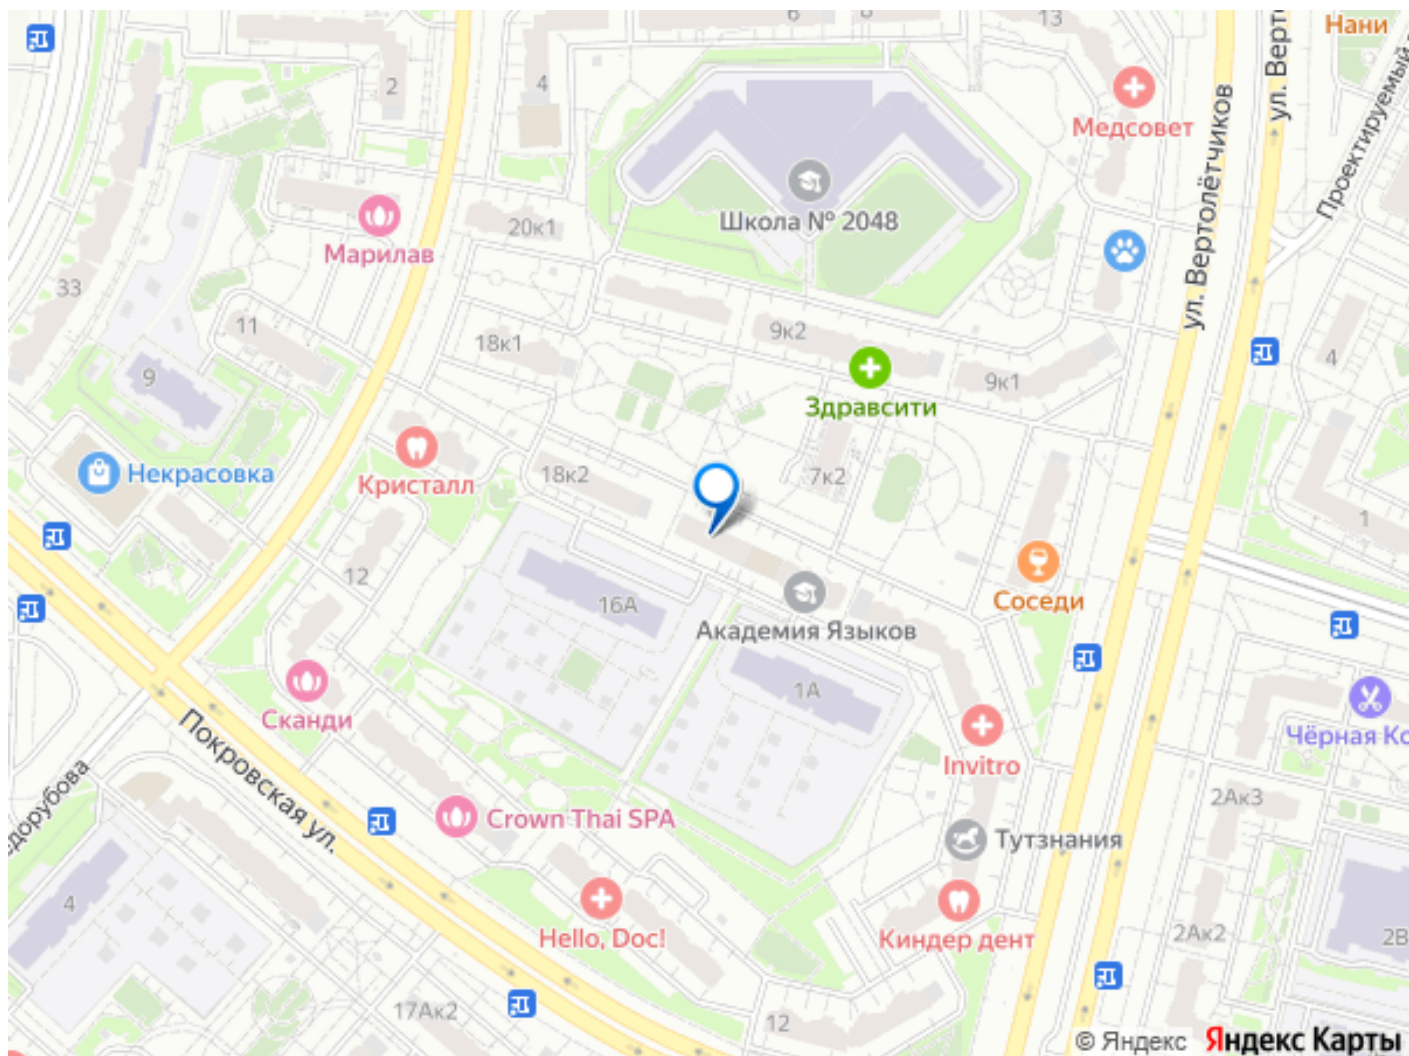 6
8
13
Нани
ул. Верт
2
4
Медсовет
ул. Вертолётчиков
Проектируемый
Школа № 2048
20к1
Марилав
33
11
9к2
18к1
4
9
9к1
Здравсити
Кристалл
Некрасовка
18к2
7к2
1
12
16А
Соседи
Академия Языков
1А
Сканди
Покровская ул.
Чёрная Ко
Invitro
дорубова
2Ак3
Crown Thai SPA
Тутзнания
4
Hello, Doc!
Киндер дент
2Ак2
2В
17Ак2
12
© Яндекс Яндекс Карты